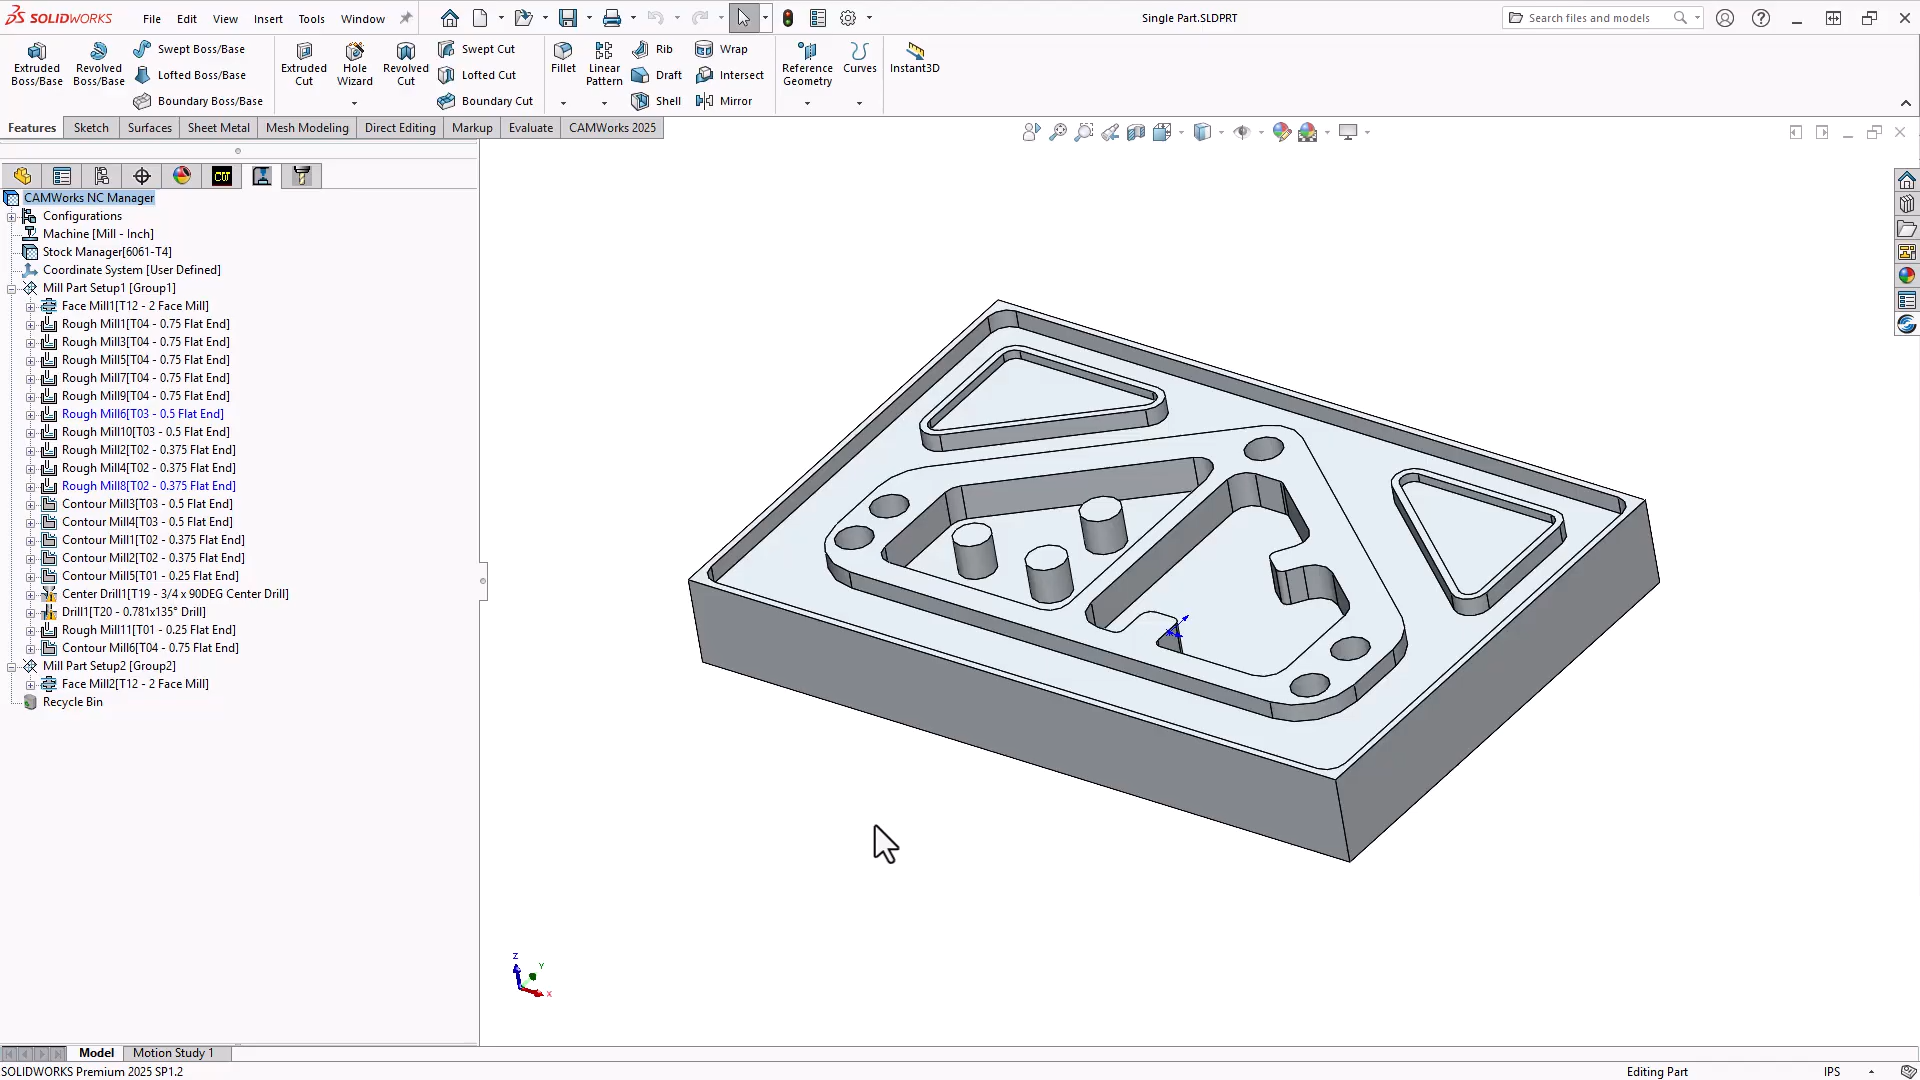 SOLIDWORKS File Edit View Insert Tools Window Single Part.SLDPRT Search files and models
Extruded Boss/Base
Revolved Boss/Base
Swept Boss/Base
Lofted Boss/Base
Boundary Boss/Base
Extruded Cut
Hole Wizard
Revolved Cut
Swept Cut
Lofted Cut
Boundary Cut
Fillet
Linear Pattern
Rib
Draft
Shell
Wrap
Intersect
Mirror
Reference Geometry
Curves
Instant3D
Features Sketch Surfaces Sheet Metal Mesh Modeling Direct Editing Markup Evaluate CAMWorks 2025
CW
CAMWorks NC Manager
Configurations
Machine [Mill - Inch]
Stock Manager[6061-T4]
Coordinate System [User Defined]
Mill Part Setup1 [Group1]
Face Mill1[T12 - 2 Face Mill]
Rough Mill1[T04 - 0.75 Flat End]
Rough Mill3[T04 - 0.75 Flat End]
Rough Mill5[T04 - 0.75 Flat End]
Rough Mill7[T04 - 0.75 Flat End]
Rough Mill9[T04 - 0.75 Flat End]
Rough Mill6[T03 - 0.5 Flat End]
Rough Mill10[T03 - 0.5 Flat End]
Rough Mill2[T02 - 0.375 Flat End]
Rough Mill4[T02 - 0.375 Flat End]
Rough Mill8[T02 - 0.375 Flat End]
Contour Mill3[T03 - 0.5 Flat End]
Contour Mill4[T03 - 0.5 Flat End]
Contour Mill1[T02 - 0.375 Flat End]
Contour Mill2[T02 - 0.375 Flat End]
Contour Mill5[T01 - 0.25 Flat End]
Center Drill1[T19 - 3/4 x 90DEG Center Drill]
Drill1[T20 - 0.781x135° Drill]
Rough Mill11[T01 - 0.25 Flat End]
Contour Mill6[T04 - 0.75 Flat End]
Mill Part Setup2 [Group2]
Face Mill2[T12 - 2 Face Mill]
Recycle Bin
Z
Y
X
Model Motion Study 1
SOLIDWORKS Premium 2025 SP1.2 Editing Part IPS